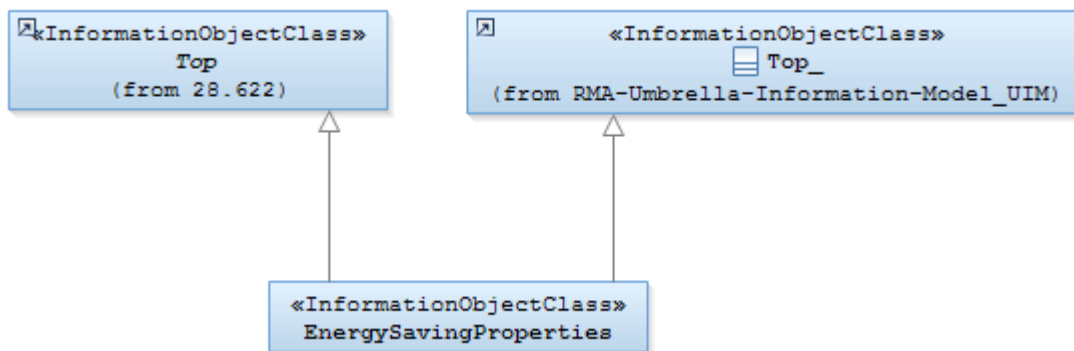 «InformationObjectClass»
Top
(from 28.622)
«InformationObjectClass»
Top_
(from RMA-Umbrella-Information-Model_UIM)
«InformationObjectClass»
EnergySavingProperties